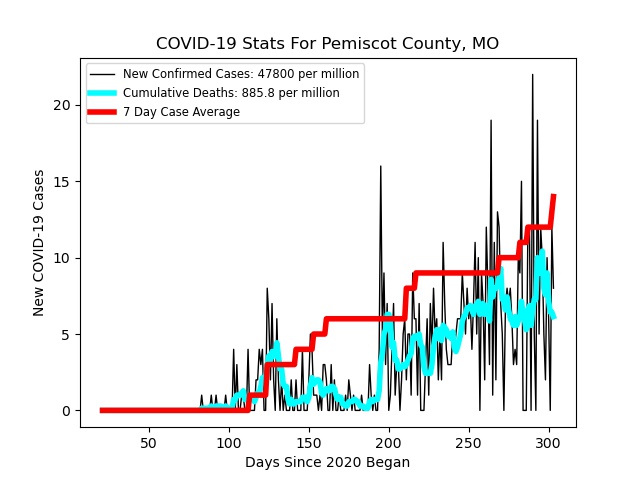 COVID-19 Stats For Pemiscot County, MO
New Confirmed Cases: 47800 per million
Cumulative Deaths: 885.8 per million
7 Day Case Average
20
15
10
5
0
New COVID-19 Cases
50 100 150 200 250 300
Days Since 2020 Began